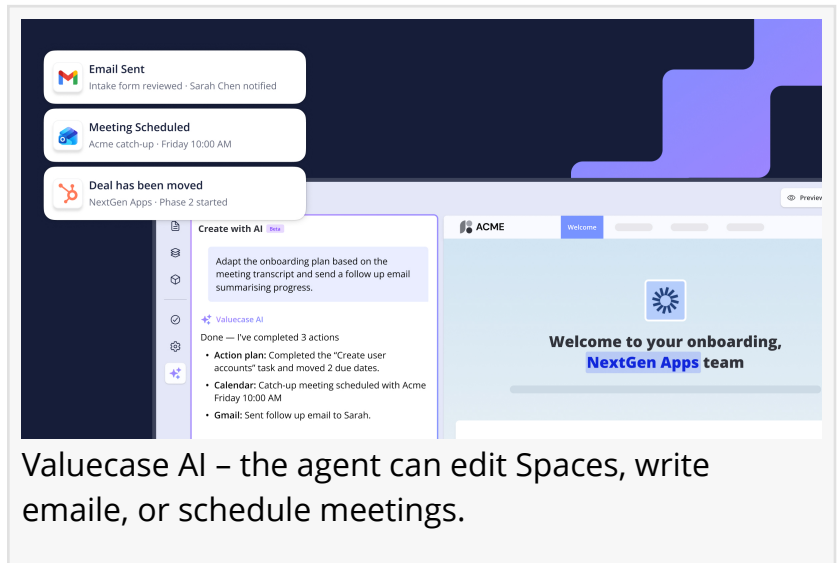 Email Sent
Intake form reviewed · Sarah Chen notified
Meeting Scheduled
Acme catch-up · Friday 10:00 AM
Deal has been moved
NextGen Apps · Phase 2 started
Preview
Create with AI Beta
Adapt the onboarding plan based on the
meeting transcript and send a follow up email
summarising progress.
Valuecase AI
Done — I've completed 3 actions
• Action plan: Completed the “Create user
accounts” task and moved 2 due dates.
• Calendar: Catch-up meeting scheduled with Acme
Friday 10:00 AM
• Gmail: Sent follow up email to Sarah.
ACME
Welcome
Welcome to your onboarding,
NextGen Apps team
Valuecase AI – the agent can edit Spaces, write
emaile, or schedule meetings.